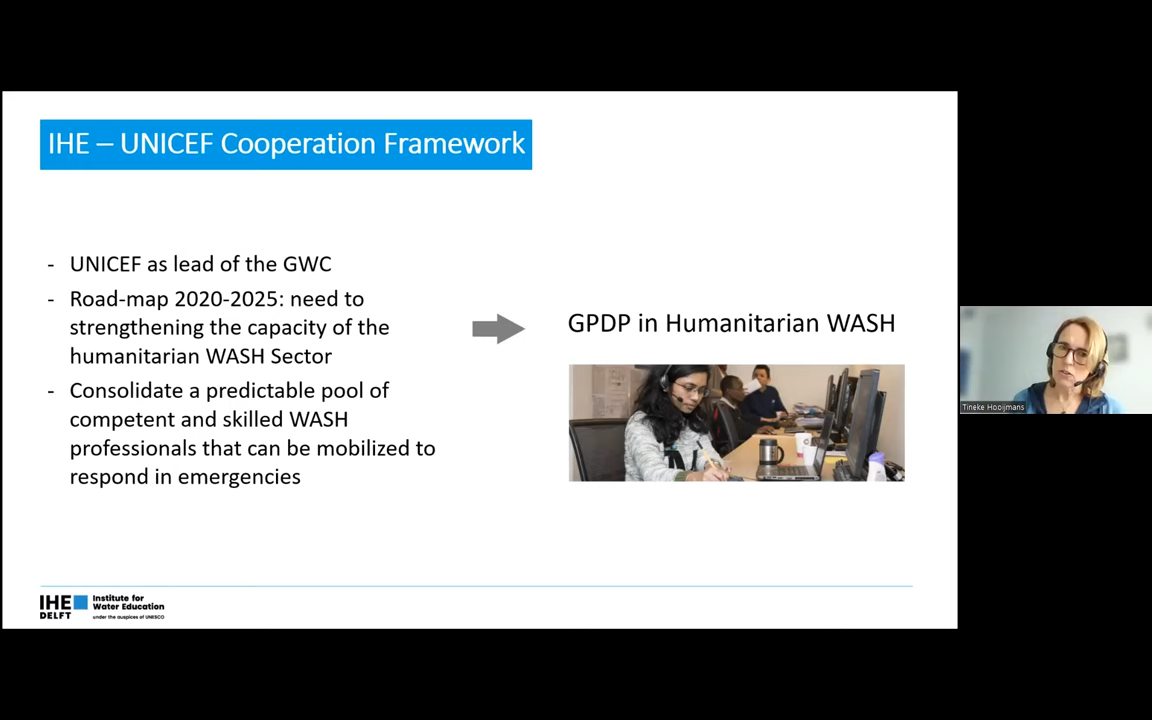 IHE – UNICEF Cooperation Framework
- UNICEF as lead of the GWC
- Road-map 2020-2025: need to
strengthening the capacity of the
humanitarian WASH Sector
- Consolidate a predictable pool of
competent and skilled WASH
professionals that can be mobilized to
respond in emergencies
GPDP in Humanitarian WASH
Tineke Hooijmans
IHE
DELFT
Institute for
Water Education
under the auspices of UNESCO